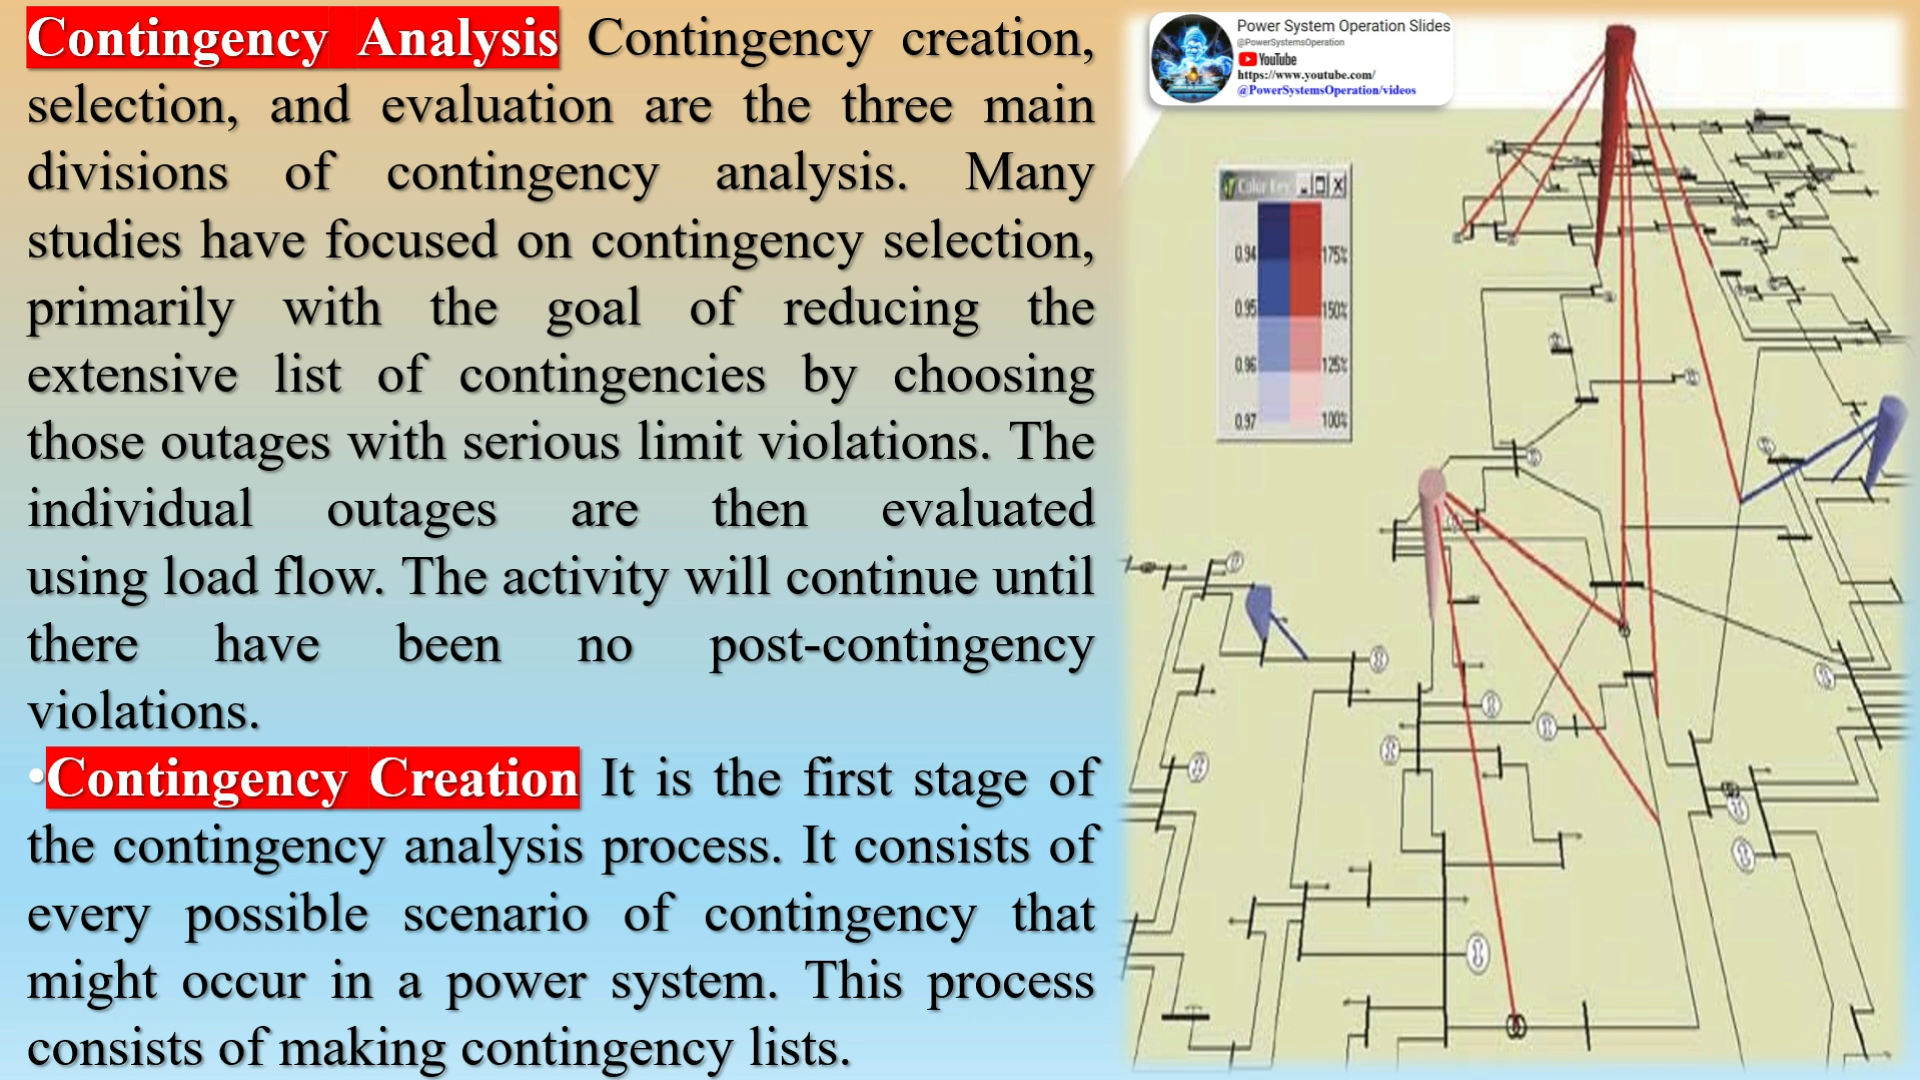 Contingency Analysis Contingency creation,
selection, and evaluation are the three main
divisions of contingency analysis. Many
studies have focused on contingency selection,
primarily with the goal of reducing the
extensive list of contingencies by choosing
those outages with serious limit violations. The
individual outages are then evaluated
using load flow. The activity will continue until
there have been no post-contingency
violations.
•Contingency Creation It is the first stage of
the contingency analysis process. It consists of
every possible scenario of contingency that
might occur in a power system. This process
consists of making contingency lists.
Power System Operation Slides
@PowerSystemsOperation
YouTube
https://www.youtube.com/
@PowerSystemsOperation/videos
Color Key
0.94 175%
0.95 150%
0.96 125%
0.97 100%